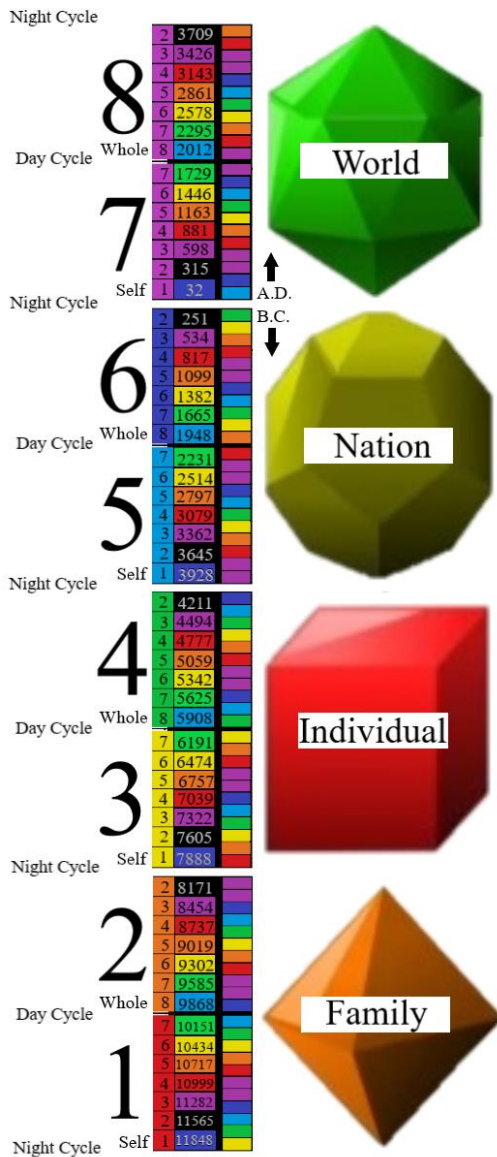 Night Cycle
2 3709
3 3426
4 3143
5 2861
6 2578
7 2295
8 2012
8
Whole
World
Day Cycle
7 1729
6 1446
5 1163
4 881
3 598
2 315
1 32
7
Self
A.D.
Night Cycle
B.C.
2 251
3 534
4 817
5 1099
6 1382
7 1665
8 1948
6
Whole
Nation
Day Cycle
7 2231
6 2514
5 2797
4 3079
3 3362
2 3645
1 3928
5
Self
Night Cycle
2 4211
3 4494
4 4777
5 5059
6 5342
7 5625
8 5908
4
Whole
Individual
Day Cycle
7 6191
6 6474
5 6757
4 7039
3 7322
2 7605
1 7888
3
Self
Night Cycle
2 8171
3 8454
4 8737
5 9019
6 9302
7 9585
8 9868
2
Whole
Family
Day Cycle
7 10151
6 10434
5 10717
4 10999
3 11282
2 11565
1 11848
1
Self
Night Cycle